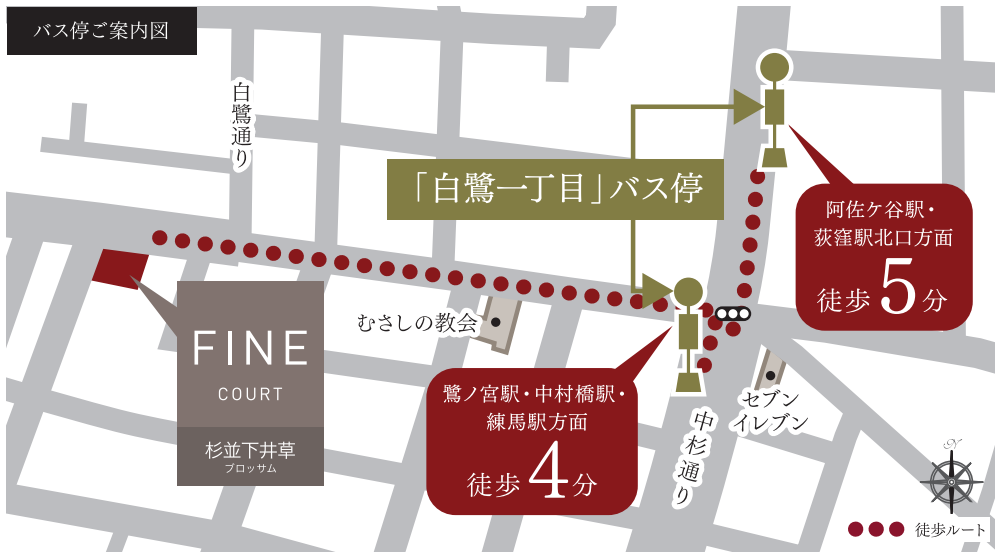 バス停ご案内図
白鷺通り
「白鷺一丁目」バス停
阿佐ケ谷駅・
荻窪駅北口方面
徒歩5分
むさしの教会
FINE
COURT
杉並下井草
ブロッサム
鷺ノ宮駅・中村橋駅・
練馬駅方面
徒歩4分
セブン
イレブン
中杉通り
N
徒歩ルート